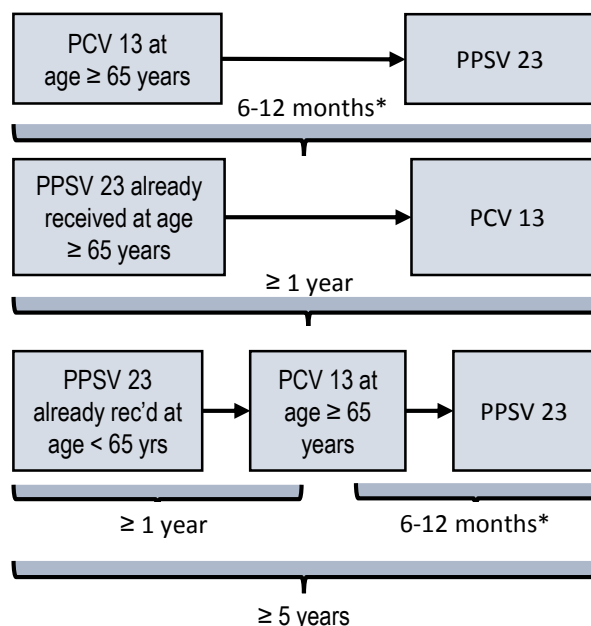 PCV 13 at
age ≥ 65 years
PPSV 23
6-12 months*
PPSV 23 already
received at age
≥ 65 years
PCV 13
≥ 1 year
PPSV 23
already rec’d at
age < 65 yrs
PCV 13 at
age ≥ 65
years
PPSV 23
≥ 1 year
6-12 months*
≥ 5 years